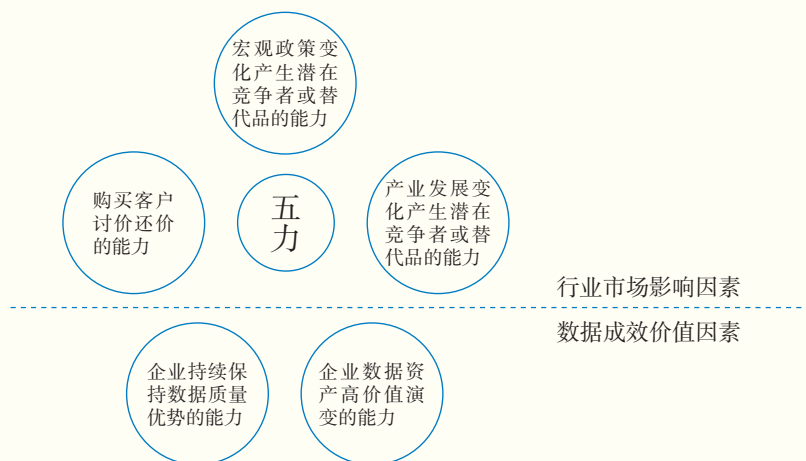 宏观政策变
化产生潜在
竞争者或替
代品的能力
购买客户
讨价还价
的能力
五
力
产业发展变
化产生潜在
竞争者或替
代品的能力
行业市场影响因素
数据成效价值因素
企业持续保
持数据质量
优势的能力
企业数据资
产高价值演
变的能力